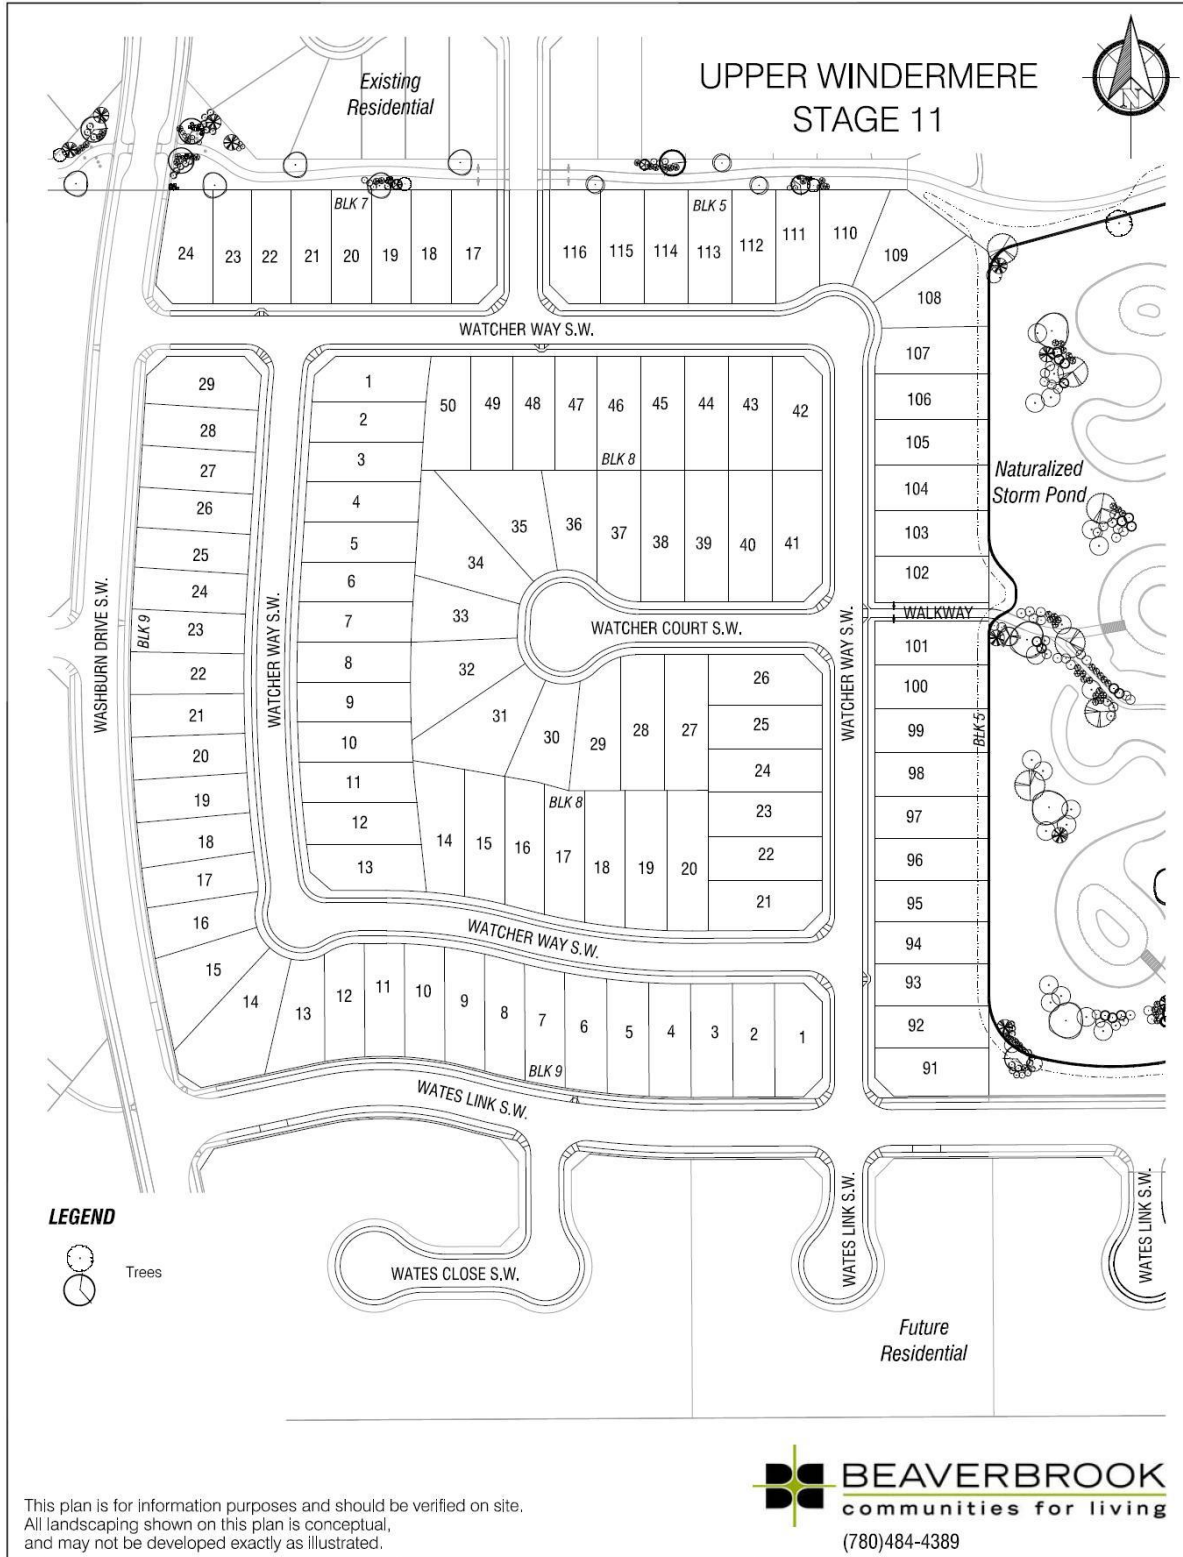 UPPER WINDERMERE
STAGE 11
N
Existing
Residential
BLK 7
BLK 5
24 23 22 21 20 19 18 17
116 115 114 113 112 111 110
109
108
WATCHER WAY S.W.
107
106
105
104
103
102
WALKWAY
101
100
99
98
97
96
95
94
93
92
91
BLK 5
Naturalized
Storm Pond
29
28
27
26
25
24
23
22
21
20
19
18
17
16
15
14
13 12 11 10 9 8 7 6 5 4 3 2 1
BLK 9
BLK 9
WASHBURN DRIVE S.W.
WATCHER WAY S.W.
1
2
3
4
5
6
7
8
9
10
11
12
13
50 49 48 47 46 45 44 43 42
BLK 8
35 36 37 38 39 40 41
34
33
32
31
30 29 28 27
WATCHER COURT S.W.
WATCHER WAY S.W.
26
25
24
23
22
21
BLK 8
14 15 16 17 18 19 20
WATCHER WAY S.W.
WATES LINK S.W.
WATES CLOSE S.W.
WATES LINK S.W.
WATES LINK S.W.
LEGEND
Trees
Future
Residential
BEAVERBROOK
communities for living
(780)484-4389
This plan is for information purposes and should be verified on site.
All landscaping shown on this plan is conceptual,
and may not be developed exactly as illustrated.